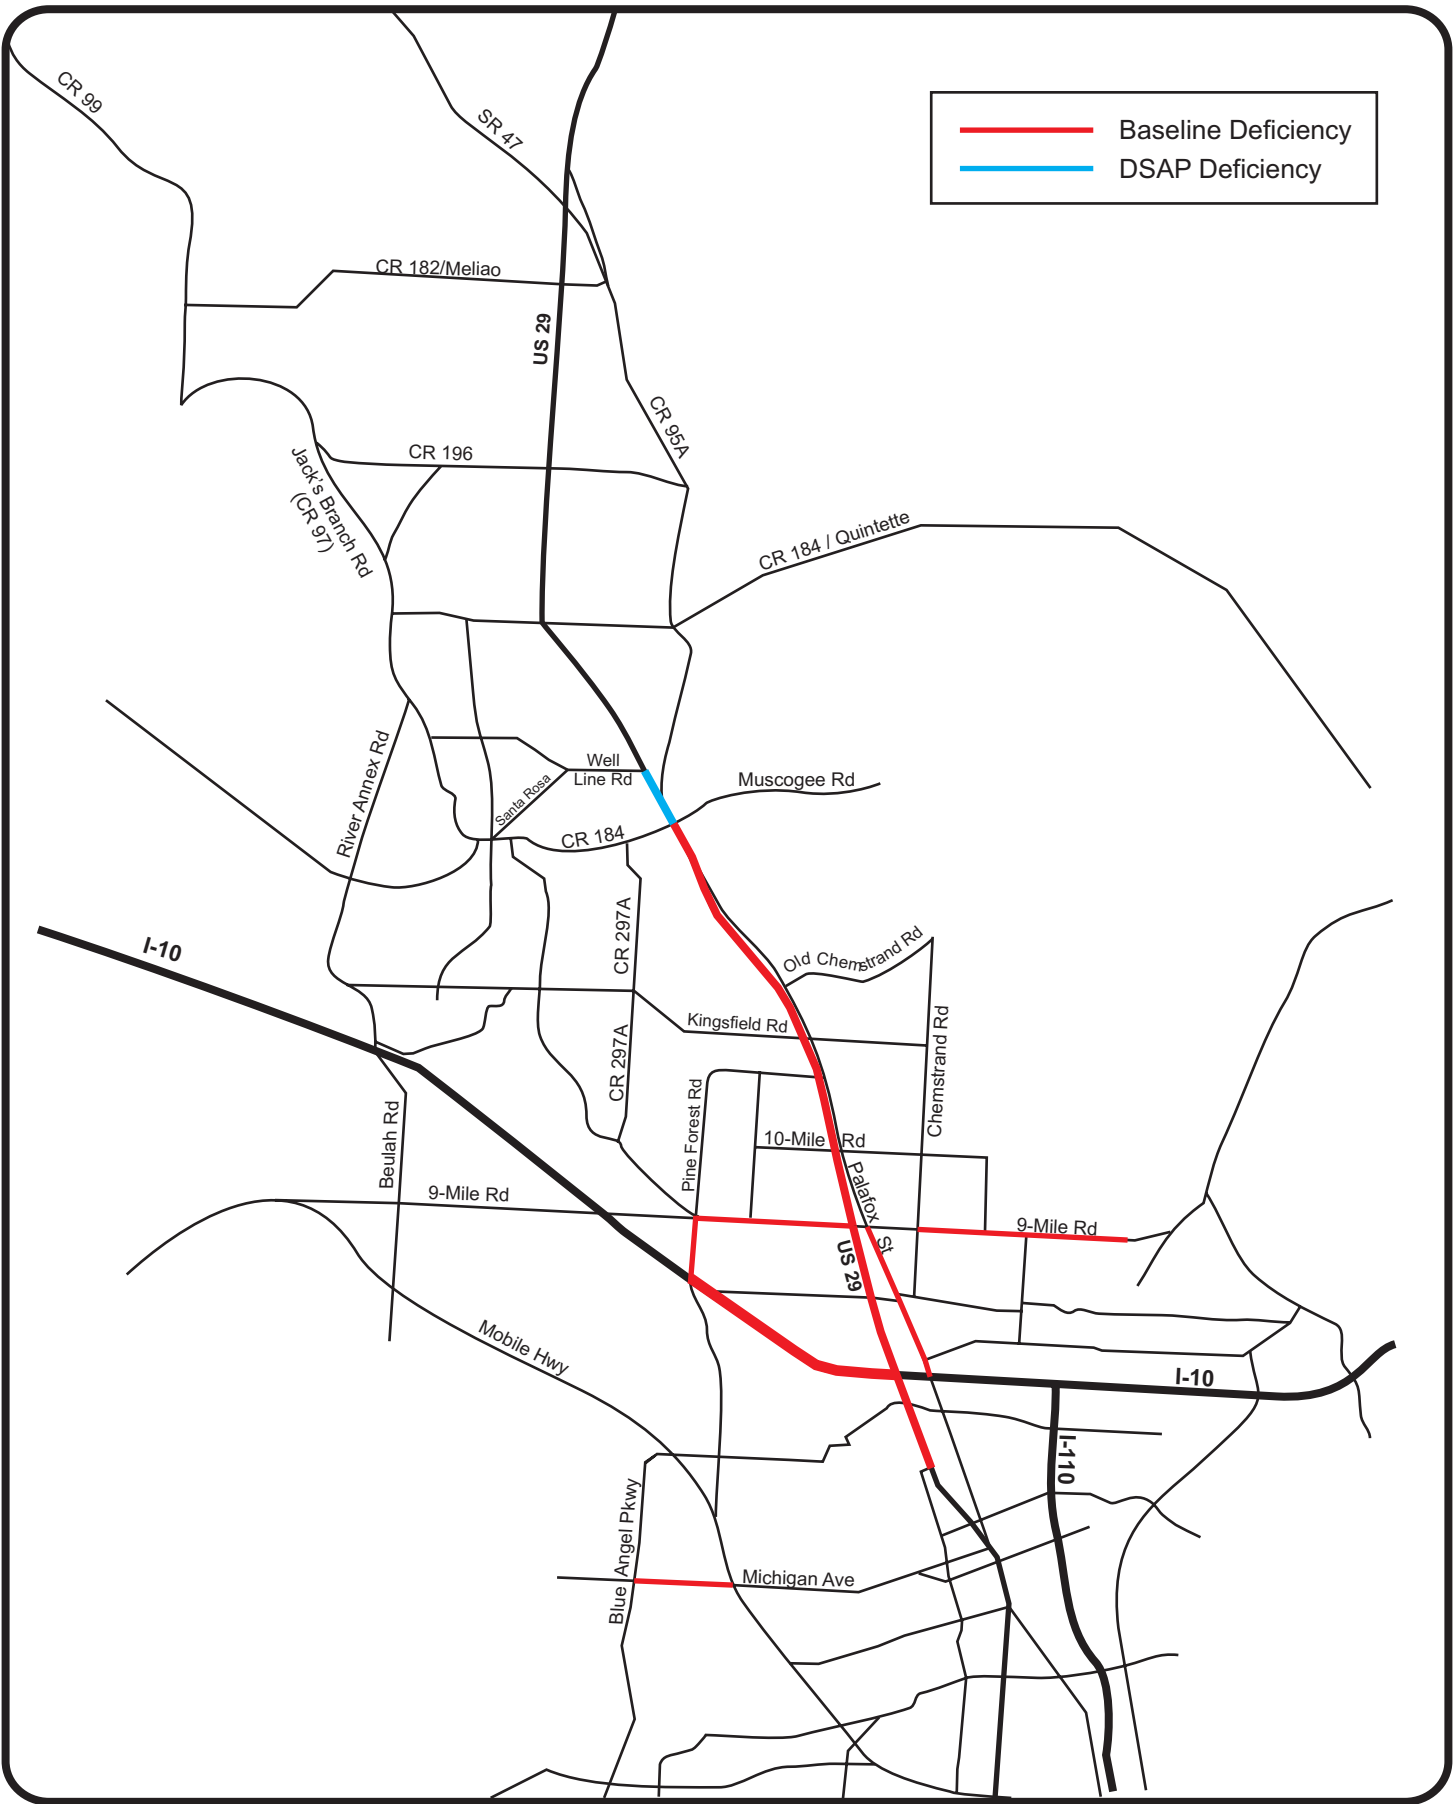 CR 99
SR 47
Baseline Deficiency
DSAP Deficiency
CR 182/Meliao
US 29
CR 95A
CR 196
Jack's Branch Rd
(CR 97)
CR 184 / Quintette
River Annex Rd
Well
Line Rd
Santa Rosa
Muscogee Rd
CR 184
CR 297A
I-10
Old Chemstrand Rd
Kingsfield Rd
Chemstrand Rd
CR 297A
Pine Forest Rd
Beulah Rd
10-Mile Rd
Palafox St
9-Mile Rd
9-Mile Rd
US 29
Mobile Hwy
I-10
I-110
Blue Angel Pkwy
Michigan Ave